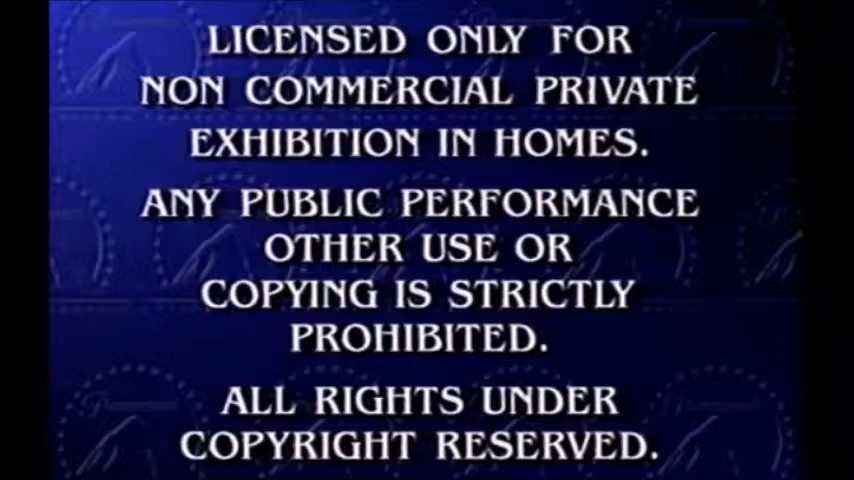 LICENSED ONLY FOR
NON COMMERCIAL PRIVATE
EXHIBITION IN HOMES.
ANY PUBLIC PERFORMANCE
OTHER USE OR
COPYING IS STRICTLY
PROHIBITED.
ALL RIGHTS UNDER
COPYRIGHT RESERVED.